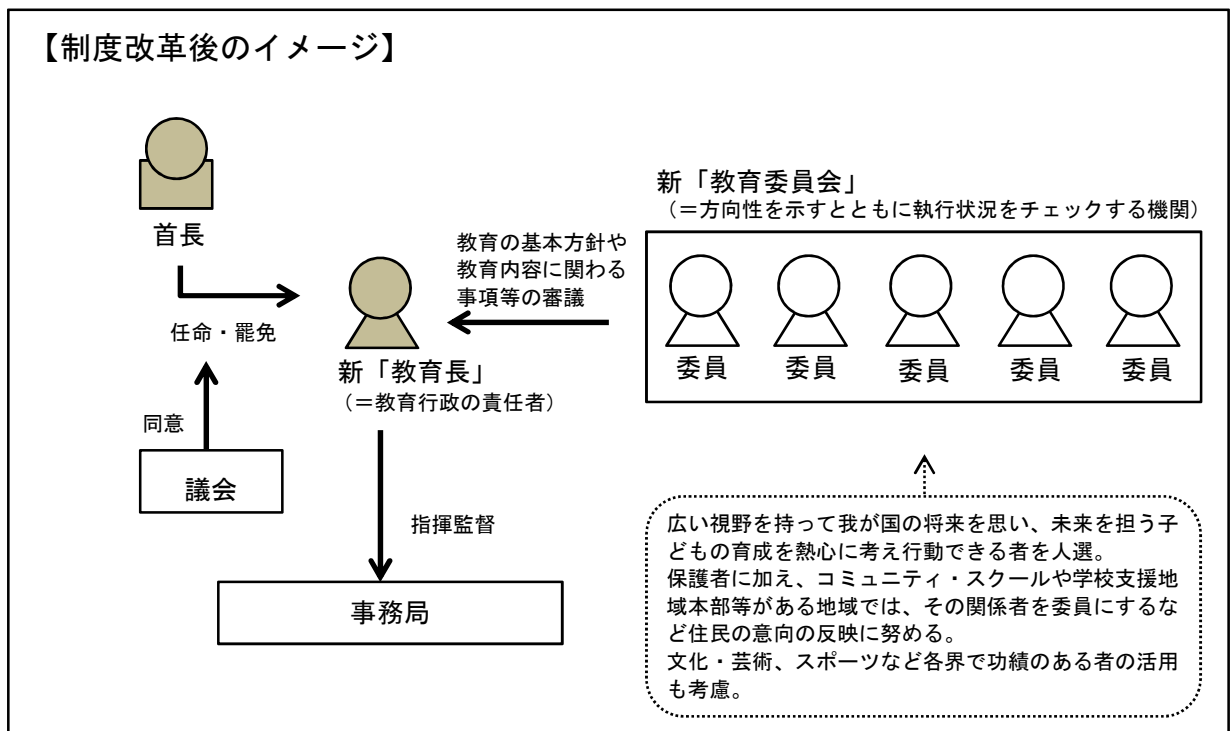 【制度改革後のイメージ】
首長
任命・罷免
同意
議会
新「教育長」
（＝教育行政の責任者）
指揮監督
事務局
教育の基本方針や
教育内容に関わる
事項等の審議
新「教育委員会」
（＝方向性を示すとともに執行状況をチェックする機関）
委員
委員
委員
委員
委員
広い視野を持って我が国の将来を思い、未来を担う子
どもの育成を熱心に考え行動できる者を人選。
保護者に加え、コミュニティ・スクールや学校支援地
域本部等がある地域では、その関係者を委員にするな
ど住民の意向の反映に努める。
文化・芸術、スポーツなど各界で功績のある者の活用
も考慮。